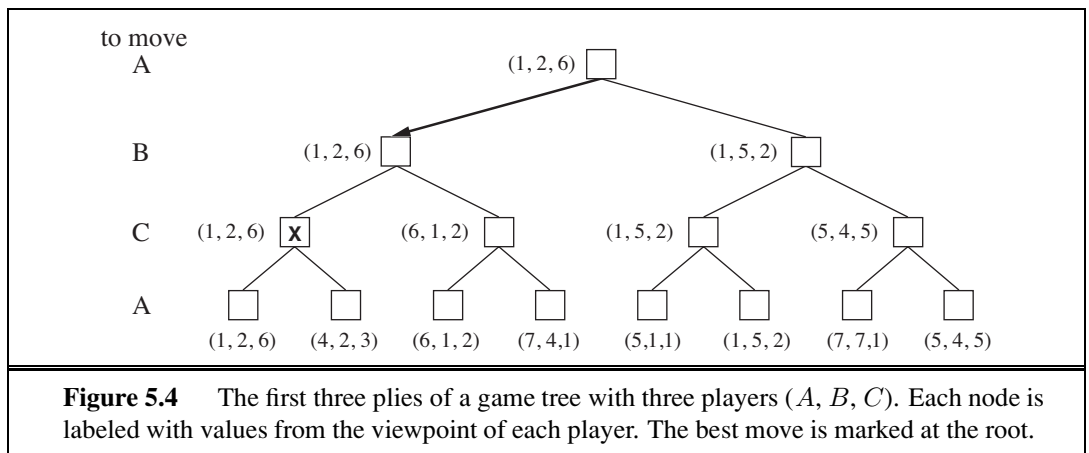 to move
A (1, 2, 6)
B (1, 2, 6) (1, 5, 2)
C (1, 2, 6) X (6, 1, 2) (1, 5, 2) (5, 4, 5)
A
(1, 2, 6) (4, 2, 3) (6, 1, 2) (7, 4,1) (5,1,1) (1, 5, 2) (7, 7,1) (5, 4, 5)
Figure 5.4 The first three plies of a game tree with three players (A, B, C). Each node is
labeled with values from the viewpoint of each player. The best move is marked at the root.